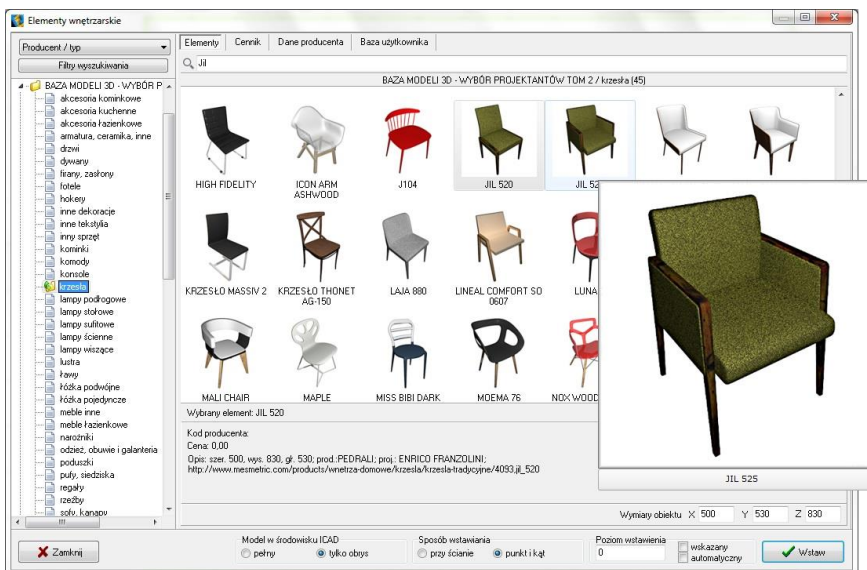 Elementy wnętrzarskie
Producent / typ
Filtry wyszukiwania
BAZA MODELI 3D - WYBÓR P
akcesoria kominkowe
akcesoria kuchenne
akcesoria łazienkowe
armatura, ceramika, inne
drzwi
dywany
firany, zasłony
fotele
hokery
inne dekoracje
inne tekstylia
inny sprzęt
kominki
komody
konsole
krzesła
lampy podłogowe
lampy stołowe
lampy sufitowe
lampy ścienne
lampy wiszące
lustra
ławy
łóżka podwójne
łóżka pojedyncze
meble inne
meble łazienkowe
narożniki
odzież, obuwie i galanteria
poduszki
pufy, siedziska
regały
rzeźby
sofy, kanapy
Elementy Cennik Dane producenta Baza użytkownika
Jil
BAZA MODELI 3D - WYBÓR PROJEKTANTÓW TOM 2 / krzesła (45)
HIGH FIDELITY ICON ARM ASHWOOD J104 JIL 520 JIL 52
KRZESŁO MASSIV 2 KRZESŁO THONET AG-150 LAJA 880 LINEAL COMFORT SO 0607 LUNA
MALI CHAIR MAPLE MISS BIBI DARK MOEMA 76 NOX WOOD
JIL 525
Wybrany element: JIL 520
Kod producenta:
Cena: 0,00
Opis: szer. 500, wys. 830, gł. 530; prod.:PEDRALI; proj.: ENRICO FRANZOLINI;
http://www.mesmetric.com/products/wnetrza-domowe/krzesla/krzesla-tradycyjne/4093,jil_520
Wymiary obiektu X 500 Y 530 Z 830
Zamknij
Model w środowisku ICAD
pełny tylko obrys
Sposób wstawiania
przy ścianie punkt i kąt
Poziom wstawienia
0
wskazany
automatyczny
Wstaw